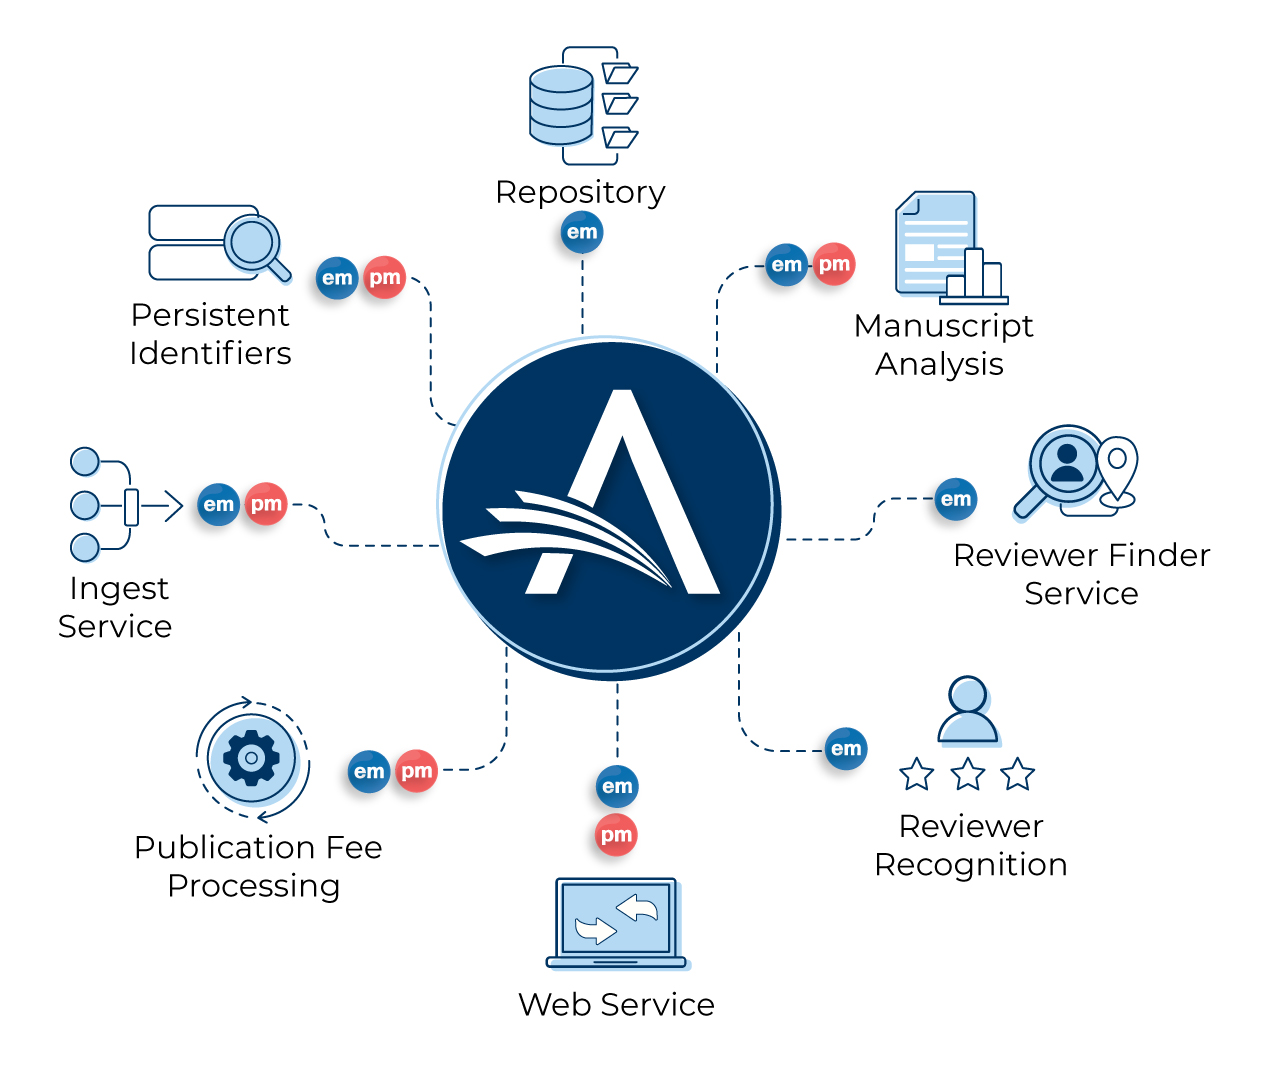 Repository
em
Manuscript
Analysis
em
pm
Persistent
Identifiers
em
pm
Reviewer Finder
Service
em
Ingest
Service
em
pm
Reviewer
Recognition
em
Publication Fee
Processing
em
pm
em
pm
Web Service